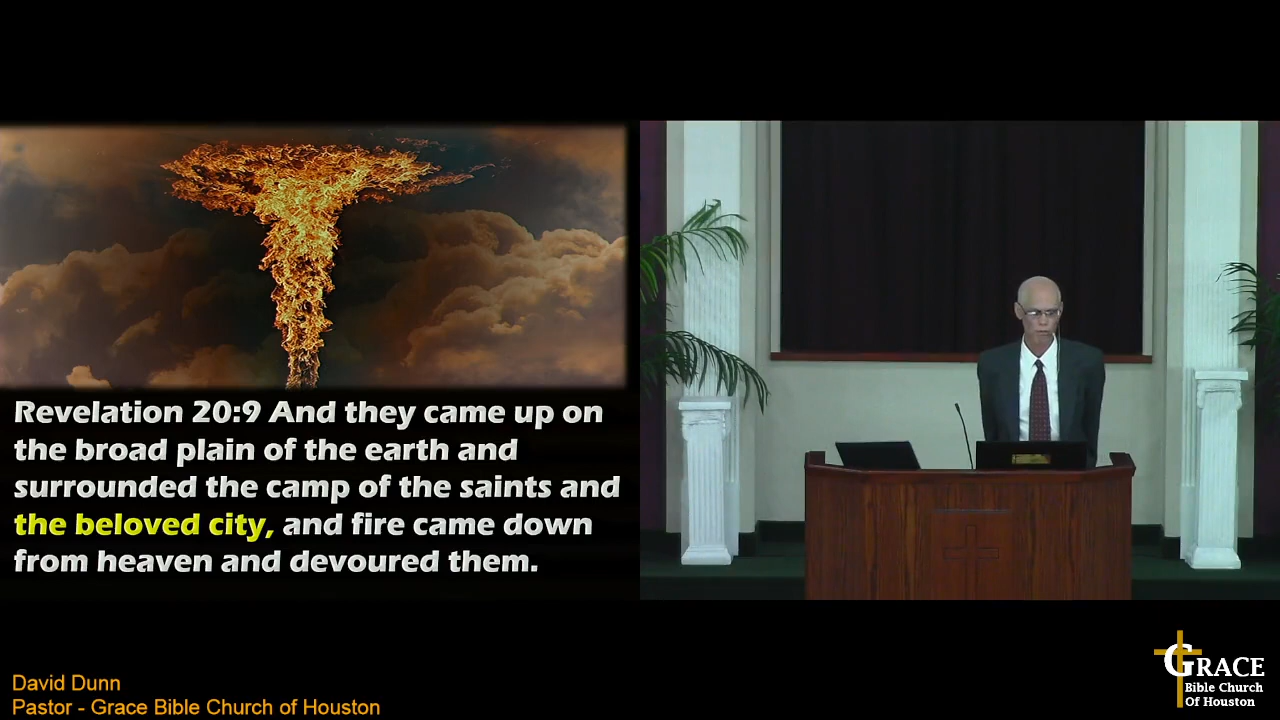 Revelation 20:9 And they came up on
the broad plain of the earth and
surrounded the camp of the saints and
the beloved city, and fire came down
from heaven and devoured them.
David Dunn
Pastor - Grace Bible Church of Houston
GRACE
Bible Church
Of Houston